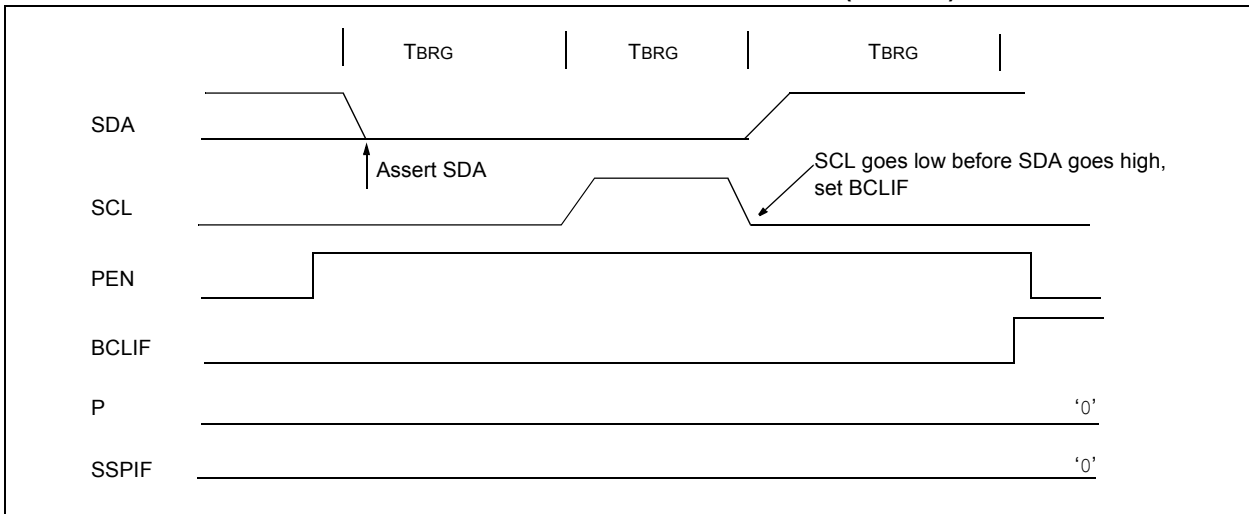 TBRG TBRG TBRG
SDA
Assert SDA
SCL goes low before SDA goes high,
set BCLIF
SCL
PEN
BCLIF
P
‘0’
SSPIF
‘0’